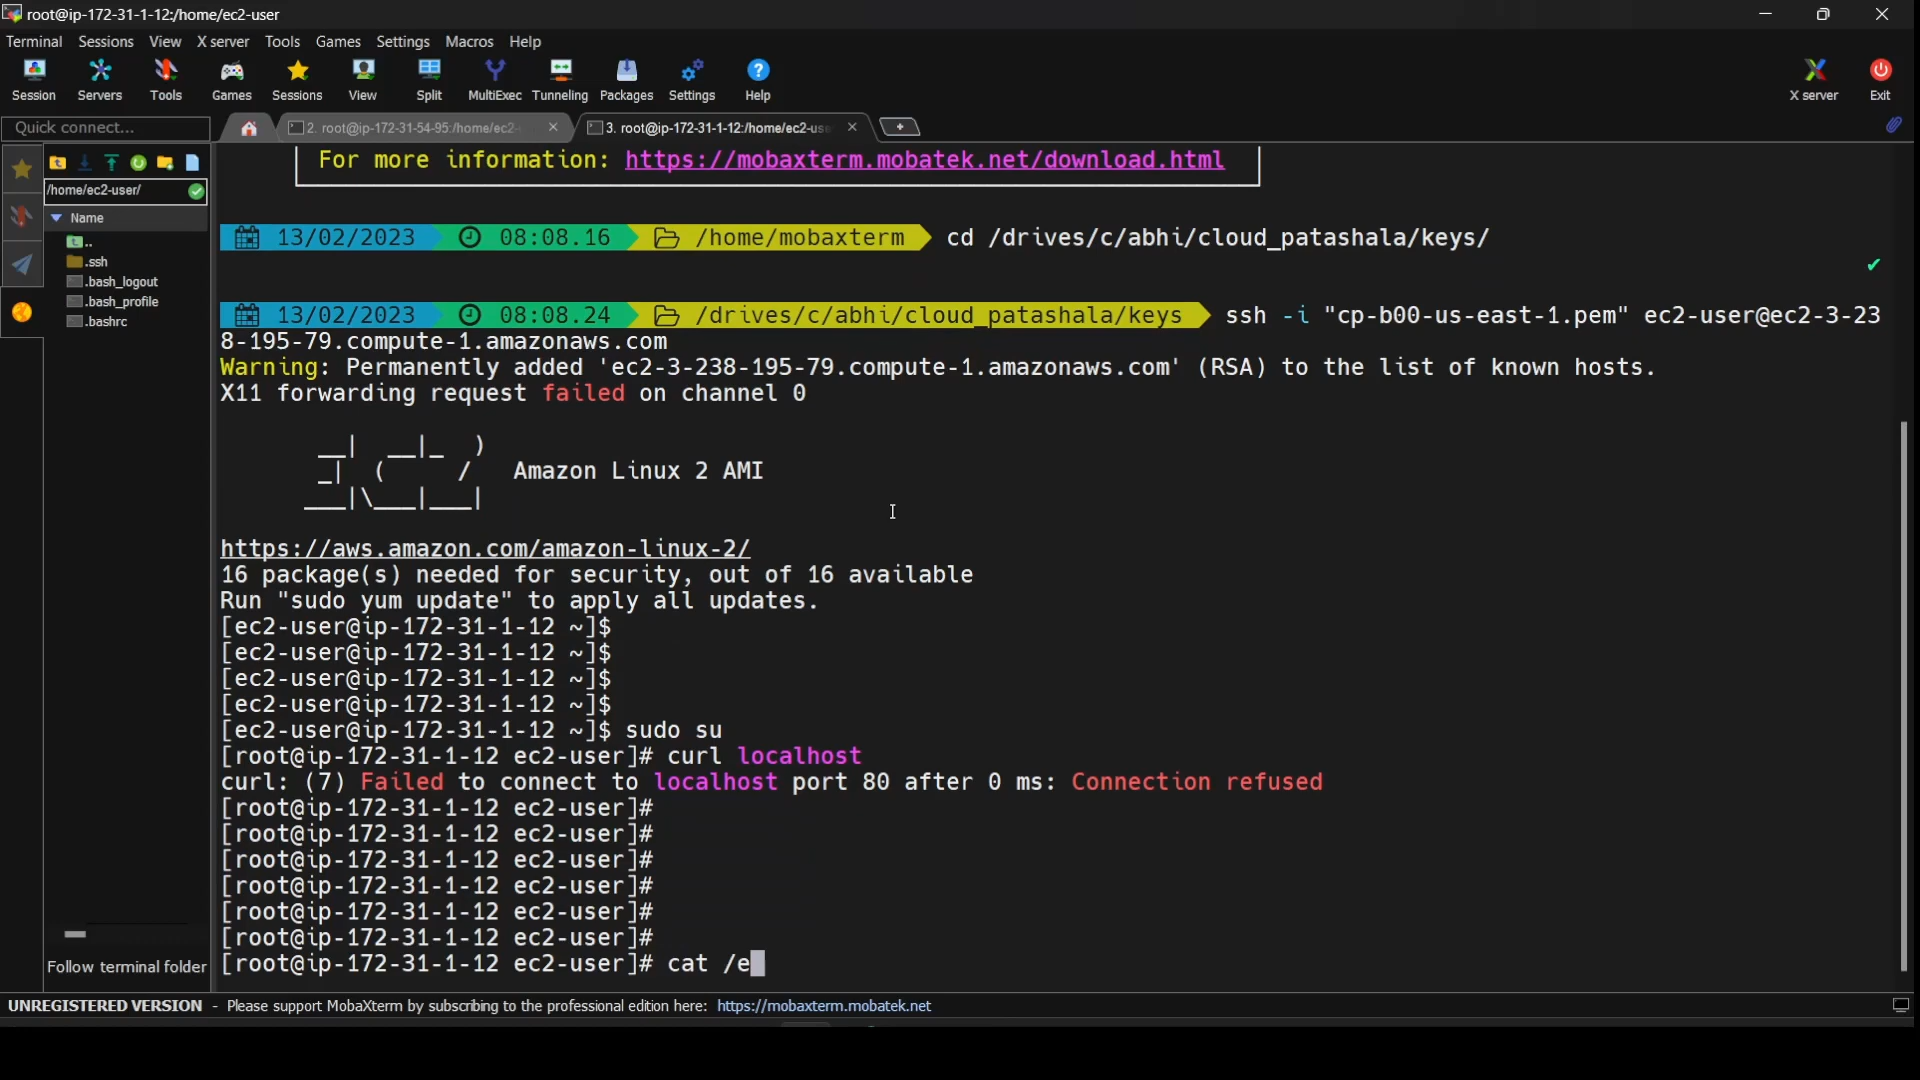 root@ip-172-31-1-12:/home/ec2-user
Terminal Sessions View X server Tools Games Settings Macros Help
Session Servers Tools Games Sessions View Split MultiExec Tunneling Packages Settings Help X server Exit
Quick connect...
2. root@ip-172-31-54-95:/home/ec2-
3. root@ip-172-31-1-12:/home/ec2-us
/home/ec2-user/
Name
..
.ssh
.bash_logout
.bash_profile
.bashrc
Follow terminal folder
For more information: https://mobaxterm.mobatek.net/download.html
13/02/2023 08:08.16 /home/mobaxterm cd /drives/c/abhi/cloud_patashala/keys/
13/02/2023 08:08.24 /drives/c/abhi/cloud_patashala/keys ssh -i "cp-b00-us-east-1.pem" ec2-user@ec2-3-23
8-195-79.compute-1.amazonaws.com
Warning: Permanently added 'ec2-3-238-195-79.compute-1.amazonaws.com' (RSA) to the list of known hosts.
X11 forwarding request failed on channel 0
__|  __|_  )
_|  (     /   Amazon Linux 2 AMI
___|\___|___|
https://aws.amazon.com/amazon-linux-2/
16 package(s) needed for security, out of 16 available
Run "sudo yum update" to apply all updates.
[ec2-user@ip-172-31-1-12 ~]$
[ec2-user@ip-172-31-1-12 ~]$
[ec2-user@ip-172-31-1-12 ~]$
[ec2-user@ip-172-31-1-12 ~]$
[ec2-user@ip-172-31-1-12 ~]$ sudo su
[root@ip-172-31-1-12 ec2-user]# curl localhost
curl: (7) Failed to connect to localhost port 80 after 0 ms: Connection refused
[root@ip-172-31-1-12 ec2-user]#
[root@ip-172-31-1-12 ec2-user]#
[root@ip-172-31-1-12 ec2-user]#
[root@ip-172-31-1-12 ec2-user]#
[root@ip-172-31-1-12 ec2-user]#
[root@ip-172-31-1-12 ec2-user]#
[root@ip-172-31-1-12 ec2-user]# cat /e
UNREGISTERED VERSION - Please support MobaXterm by subscribing to the professional edition here: https://mobaxterm.mobatek.net